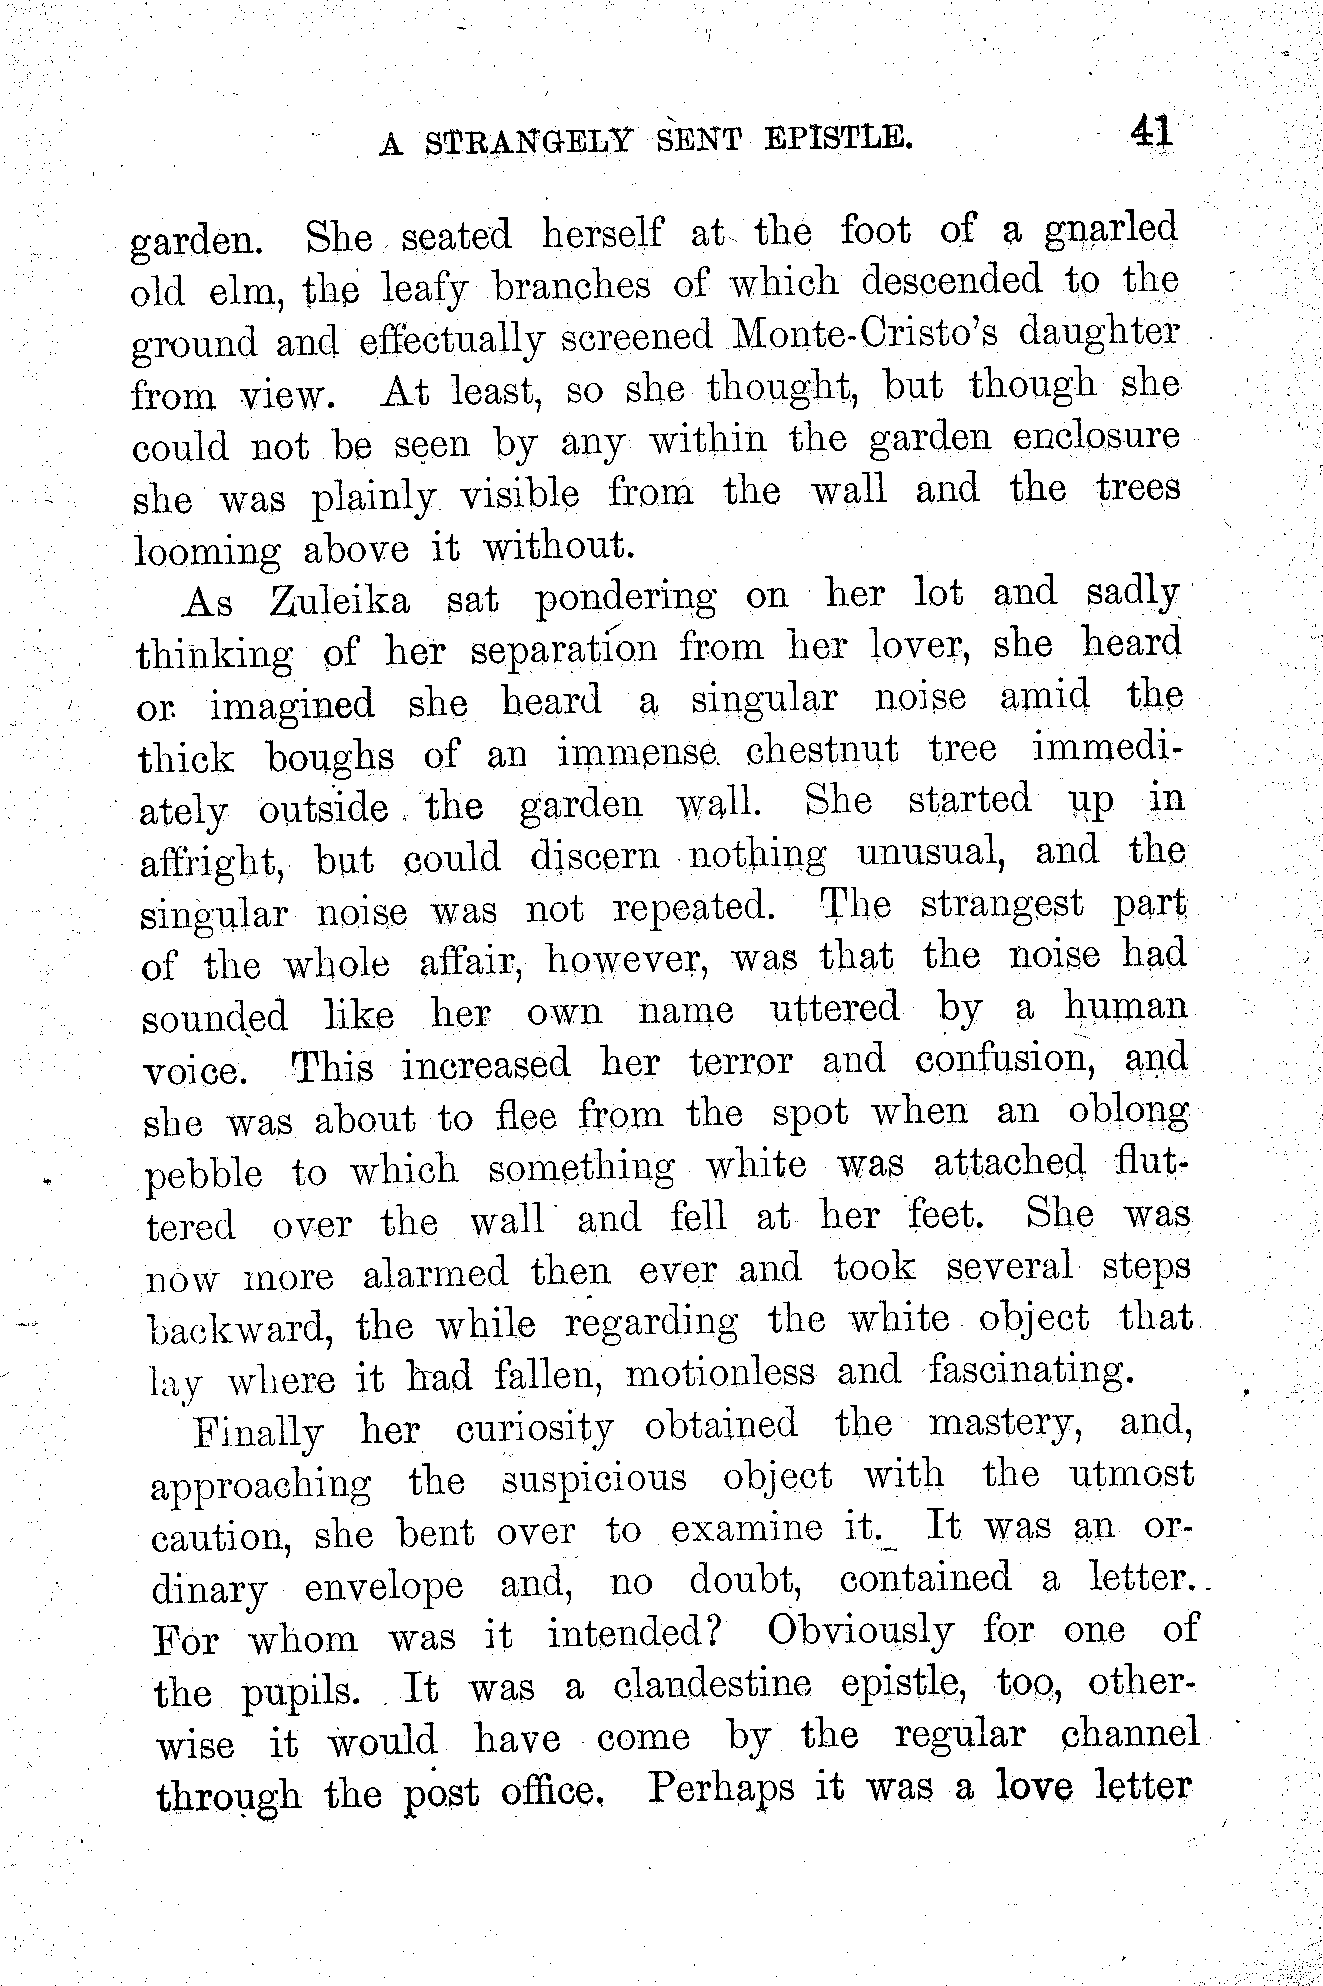 A STRANGELY SENT EPISTLE. 41
garden. She seated herself at the foot of a gnarled
old elm, the leafy branches of which descended to the
ground and effectually screened Monte-Cristo's daughter
from view. At least, so she thought, but though she
could not be seen by any within the garden enclosure
she was plainly visible from the wall and the trees
looming above it without.
As Zuleika sat pondering on her lot and sadly
thinking of her separation from her lover, she heard
or imagined she heard a singular noise amid the
thick boughs of an immense chestnut tree immedi-
ately outside the garden wall. She started up in
affright, but could discern nothing unusual, and the
singular noise was not repeated. The strangest part
of the whole affair, however, was that the noise had
sounded like her own name uttered by a human
voice. This increased her terror and confusion, and
she was about to flee from the spot when an oblong
pebble to which something white was attached flut-
tered over the wall and fell at her feet. She was
now more alarmed then ever and took several steps
backward, the while regarding the white object that
lay where it had fallen, motionless and fascinating.
Finally her curiosity obtained the mastery, and,
approaching the suspicious object with the utmost
caution, she bent over to examine it. It was an or-
dinary envelope and, no doubt, contained a letter.
For whom was it intended? Obviously for one of
the pupils. It was a clandestine epistle, too, other-
wise it would have come by the regular channel
through the post office. Perhaps it was a love letter